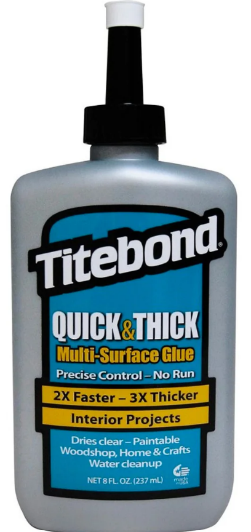 Titebond®
QUICK&THICK
Multi-Surface Glue
Precise Control – No Run
2X Faster – 3X Thicker
Interior Projects
Dries clear – Paintable
Woodshop, Home & Crafts
Water cleanup
NET 8 FL. OZ. (237 mL)